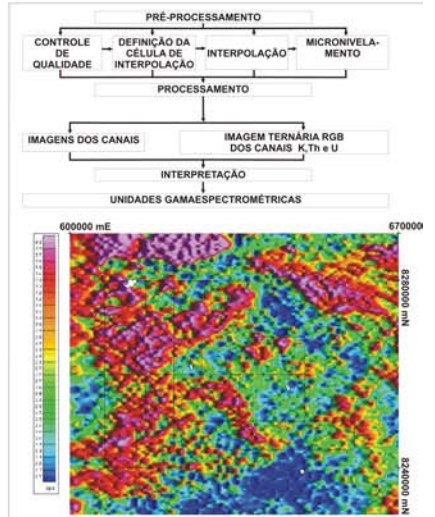 PRÉ-PROCESSAMENTO
CONTROLE
DE
QUALIDADE
DEFINIÇÃO DA
CÉLULA DE
INTERPOLAÇÃO
INTERPOLAÇÃO
MICRONIVELA-
MENTO
PROCESSAMENTO
IMAGENS DOS CANAIS
IMAGEM TERNÁRIA RGB
DOS CANAIS K,Th e U
INTERPRETAÇÃO
UNIDADES GAMAESPECTROMÉTRICAS
600000 mE
670000
8280000 mN
8240000 mN